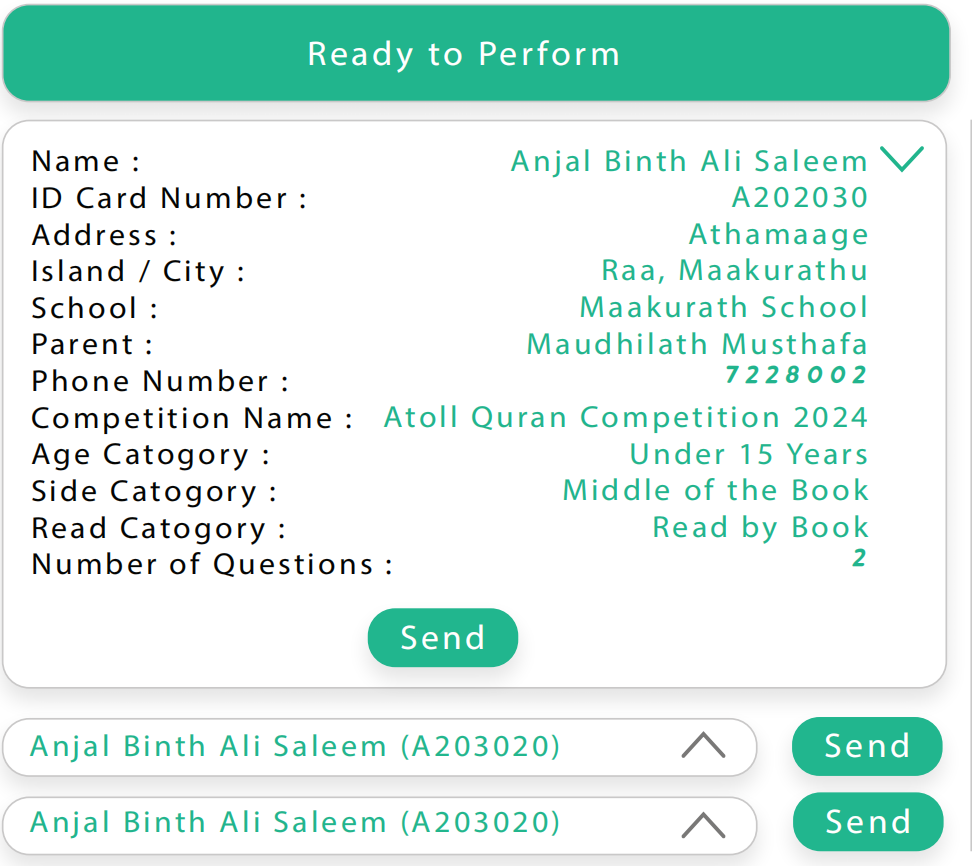 Ready to Perform
Name : Anjal Binth Ali Saleem
ID Card Number : A202030
Address : Athamaage
Island / City : Raa, Maakurathu
School : Maakurath School
Parent : Maudhilath Musthafa
Phone Number : 7228002
Competition Name : Atoll Quran Competition 2024
Age Catogory : Under 15 Years
Side Catogory : Middle of the Book
Read Catogory : Read by Book
Number of Questions : 2
Send
Anjal Binth Ali Saleem (A203020) Send
Anjal Binth Ali Saleem (A203020) Send